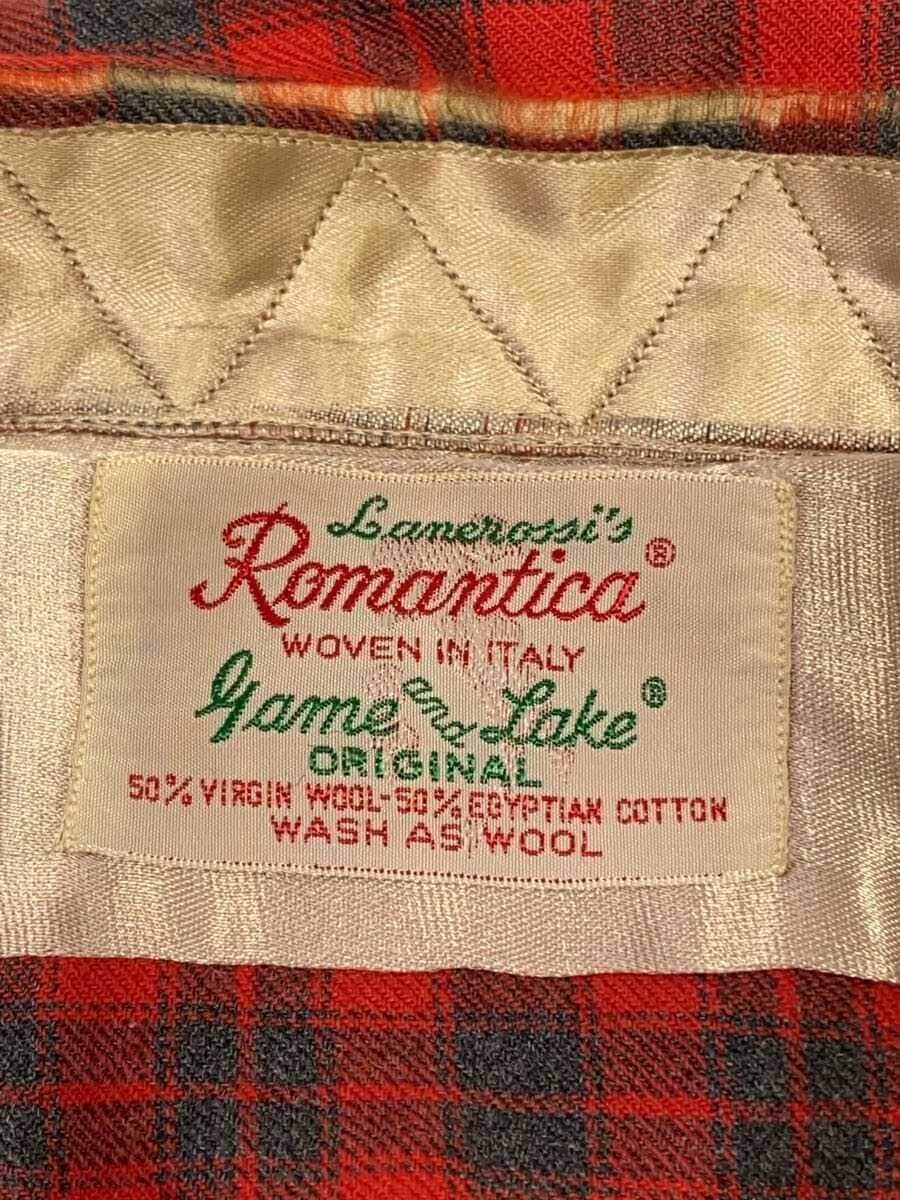 Lanerossi's
Romantica®
WOVEN IN ITALY
Game and Lake®
ORIGINAL
50% VIRGIN WOOL-50% EGYPTIAN COTTON
WASH AS WOOL